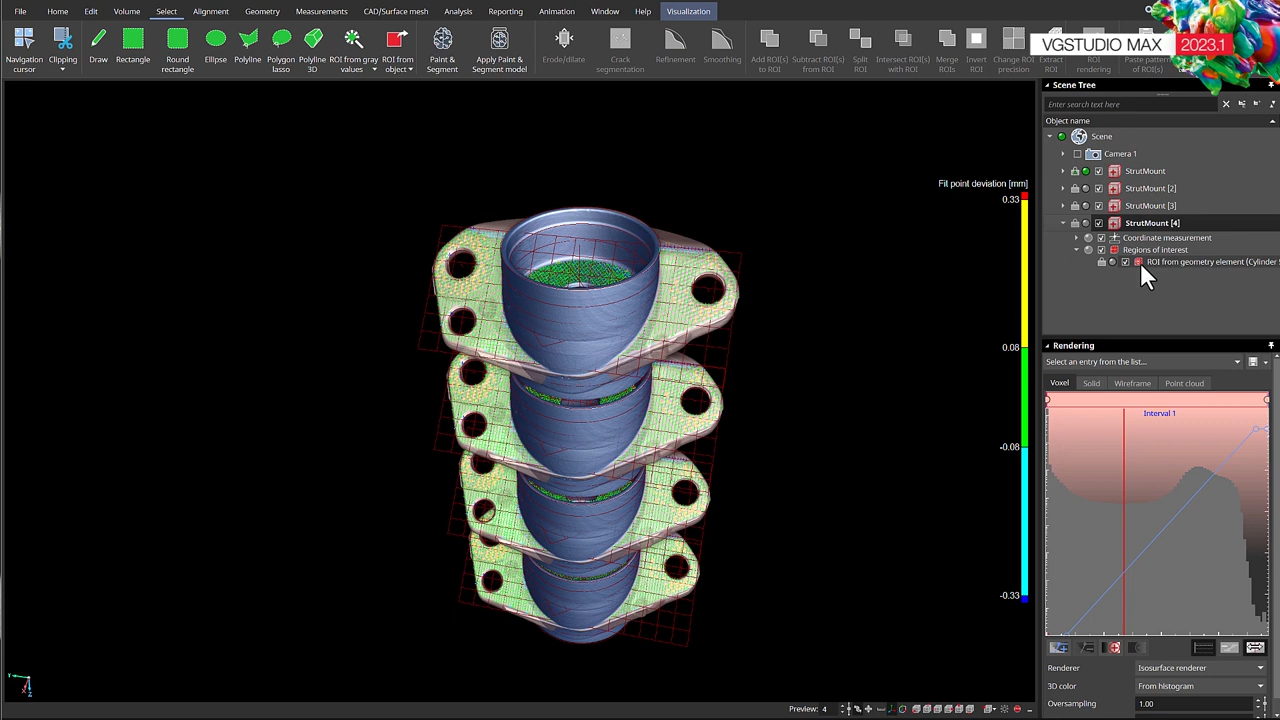 File Home Edit Volume Select Alignment Geometry Measurements CAD/Surface mesh Analysis Reporting Animation Window Help Visualization
VGSTUDIO MAX 2023.1
Navigation cursor
Clipping
Draw
Rectangle
Round rectangle
Ellipse
Polyline
Polygon lasso
Polyline 3D
ROI from gray values
ROI from object
Paint & Segment
Apply Paint & Segment model
Erode/dilate
Crack segmentation
Refinement
Smoothing
Add ROI(s) to ROI
Subtract ROI(s) from ROI
Split ROI
Intersect ROI(s) with ROI
Merge ROIs
Invert ROI
Change ROI precision
Extract ROI
ROI rendering
Paste pattern of ROI(s)
Scene Tree
Enter search text here
Object name
Scene
Camera 1
StrutMount
StrutMount [2]
StrutMount [3]
StrutMount [4]
Coordinate measurement
Regions of interest
ROI from geometry element (Cylinder
Fit point deviation [mm]
0.33
0.08
-0.08
-0.33
Rendering
Select an entry from the list...
Voxel Solid Wireframe Point cloud
Interval 1
Renderer Isosurface renderer
3D color From histogram
Oversampling 1.00
Preview: 4